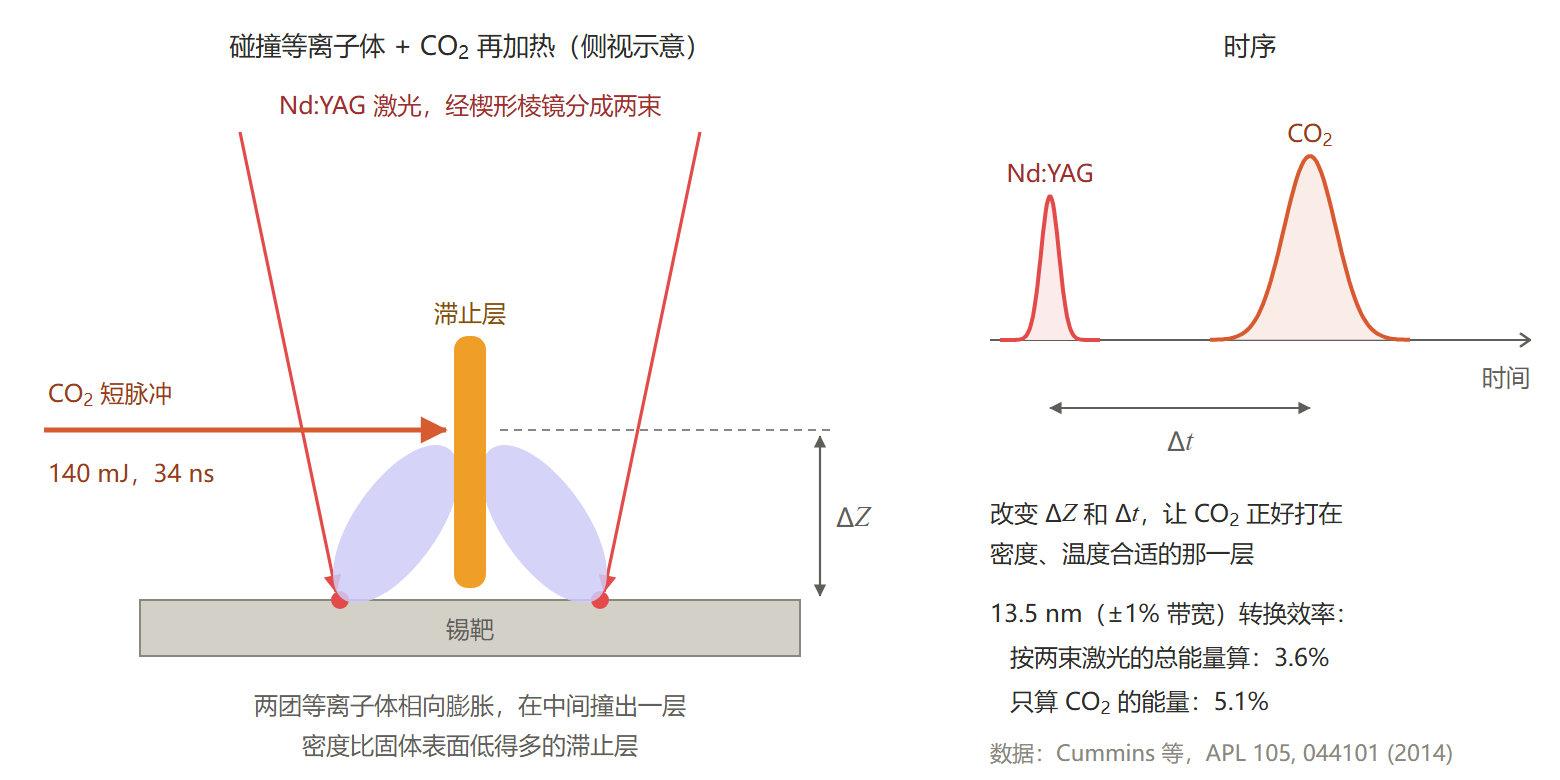 碰撞等离子体 + CO₂ 再加热（侧视示意）
Nd:YAG 激光，经楔形棱镜分成两束
滞止层
CO₂ 短脉冲
140 mJ，34 ns
ΔZ
锡靶
两团等离子体相向膨胀，在中间撞出一层
密度比固体表面低得多的滞止层
时序
CO₂
Nd:YAG
时间
Δt
改变 ΔZ 和 Δt，让 CO₂ 正好打在
密度、温度合适的那一层
13.5 nm（±1% 带宽）转换效率：
按两束激光的总能量算：3.6%
只算 CO₂ 的能量：5.1%
数据：Cummins 等，APL 105, 044101 (2014)